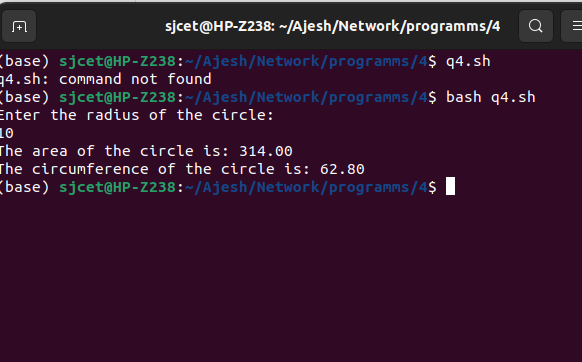 sjcet@HP-Z238: ~/Ajesh/Network/programms/4
(base) sjcet@HP-Z238:~/Ajesh/Network/programms/4$ q4.sh
q4.sh: command not found
(base) sjcet@HP-Z238:~/Ajesh/Network/programms/4$ bash q4.sh
Enter the radius of the circle:
10
The area of the circle is: 314.00
The circumference of the circle is: 62.80
(base) sjcet@HP-Z238:~/Ajesh/Network/programms/4$